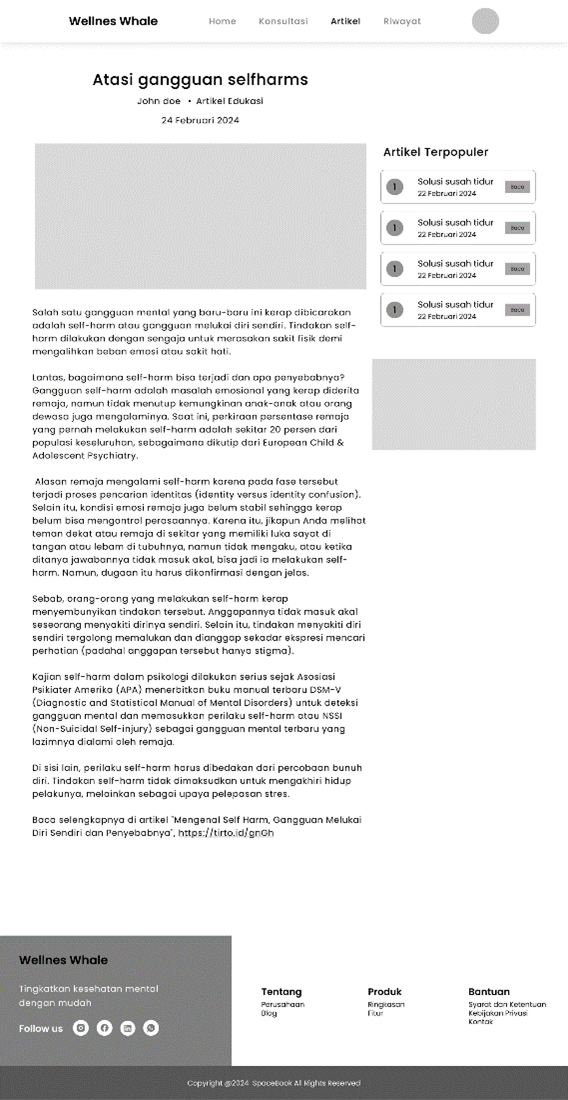 Wellnes Whale
Home Konsultasi Artikel Riwayat
Atasi gangguan selfharms
John doe • Artikel Edukasi
24 Februari 2024
Artikel Terpopuler
1 Solusi susah tidur Baca
22 Februari 2024
1 Solusi susah tidur Baca
22 Februari 2024
1 Solusi susah tidur Baca
22 Februari 2024
1 Solusi susah tidur Baca
22 Februari 2024
Salah satu gangguan mental yang baru-baru ini kerap dibicarakan
adalah self-harm atau gangguan melukai diri sendiri. Tindakan self-
harm dilakukan dengan sengaja untuk merasakan sakit fisik demi
mengalihkan beban emosi atau sakit hati.
Lantas, bagaimana self-harm bisa terjadi dan apa penyebabnya?
Gangguan self-harm adalah masalah emosional yang kerap diderita
remaja, namun tidak menutup kemungkinan anak-anak atau orang
dewasa juga mengalaminya. Saat ini, perkiraan persentase remaja
yang pernah melakukan self-harm adalah sekitar 20 persen dari
populasi keseluruhan, sebagaimana dikutip dari European Child &
Adolescent Psychiatry.
Alasan remaja mengalami self-harm karena pada fase tersebut
terjadi proses pencarian identitas (identity versus identity confusion).
Selain itu, kondisi emosi remaja juga belum stabil sehingga kerap
belum bisa mengontrol perasaannya. Karena itu, jikapun Anda melihat
teman dekat atau remaja di sekitar yang memiliki luka sayat di
tangan atau lebam di tubuhnya, namun tidak mengaku, atau ketika
ditanya jawabannya tidak masuk akal, bisa jadi ia melakukan self-
harm. Namun, dugaan itu harus dikonfirmasi dengan jelas.
Sebab, orang-orang yang melakukan self-harm kerap
menyembunyikan tindakan tersebut. Anggapannya tidak masuk akal
seseorang menyakiti dirinya sendiri. Selain itu, tindakan menyakiti diri
sendiri tergolong memalukan dan dianggap sekadar ekspresi mencari
perhatian (padahal anggapan tersebut hanya stigma).
Kajian self-harm dalam psikologi dilakukan serius sejak Asosiasi
Psikiater Amerika (APA) menerbitkan buku manual terbaru DSM-V
(Diagnostic and Statistical Manual of Mental Disorders) untuk deteksi
gangguan mental dan memasukkan perilaku self-harm atau NSSI
(Non-Suicidal Self-injury) sebagai gangguan mental terbaru yang
lazimnya dialami oleh remaja.
Di sisi lain, perilaku self-harm harus dibedakan dari percobaan bunuh
diri. Tindakan self-harm tidak dimaksudkan untuk mengakhiri hidup
pelakunya, melainkan sebagai upaya pelepasan stres.
Baca selengkapnya di artikel "Mengenal Self Harm, Gangguan Melukai
Diri Sendiri dan Penyebabnya", https://tirto.id/gnGh
Wellnes Whale
Tingkatkan kesehatan mental
dengan mudah
Follow us
Tentang
Perusahaan
Blog
Produk
Ringkasan
Fitur
Bantuan
Syarat dan Ketentuan
Kebijakan Privasi
Kontak
Copyright @2024 SpaceBook All Rights Reserved